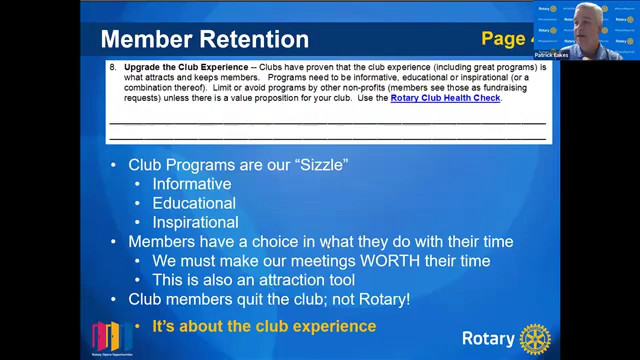 Member Retention
Page 4
Patrick Eakes
8. Upgrade the Club Experience -- Clubs have proven that the club experience (including great programs) is
what attracts and keeps members. Programs need to be informative, educational or inspirational (or a
combination thereof). Limit or avoid programs by other non-profits (members see those as fundraising
requests) unless there is a value proposition for your club. Use the Rotary Club Health Check.
• Club Programs are our “Sizzle”
• Informative
• Educational
• Inspirational
• Members have a choice in what they do with their time
• We must make our meetings WORTH their time
• This is also an attraction tool
• Club members quit the club; not Rotary!
• It’s about the club experience
Rotary Opens Opportunities
Rotary